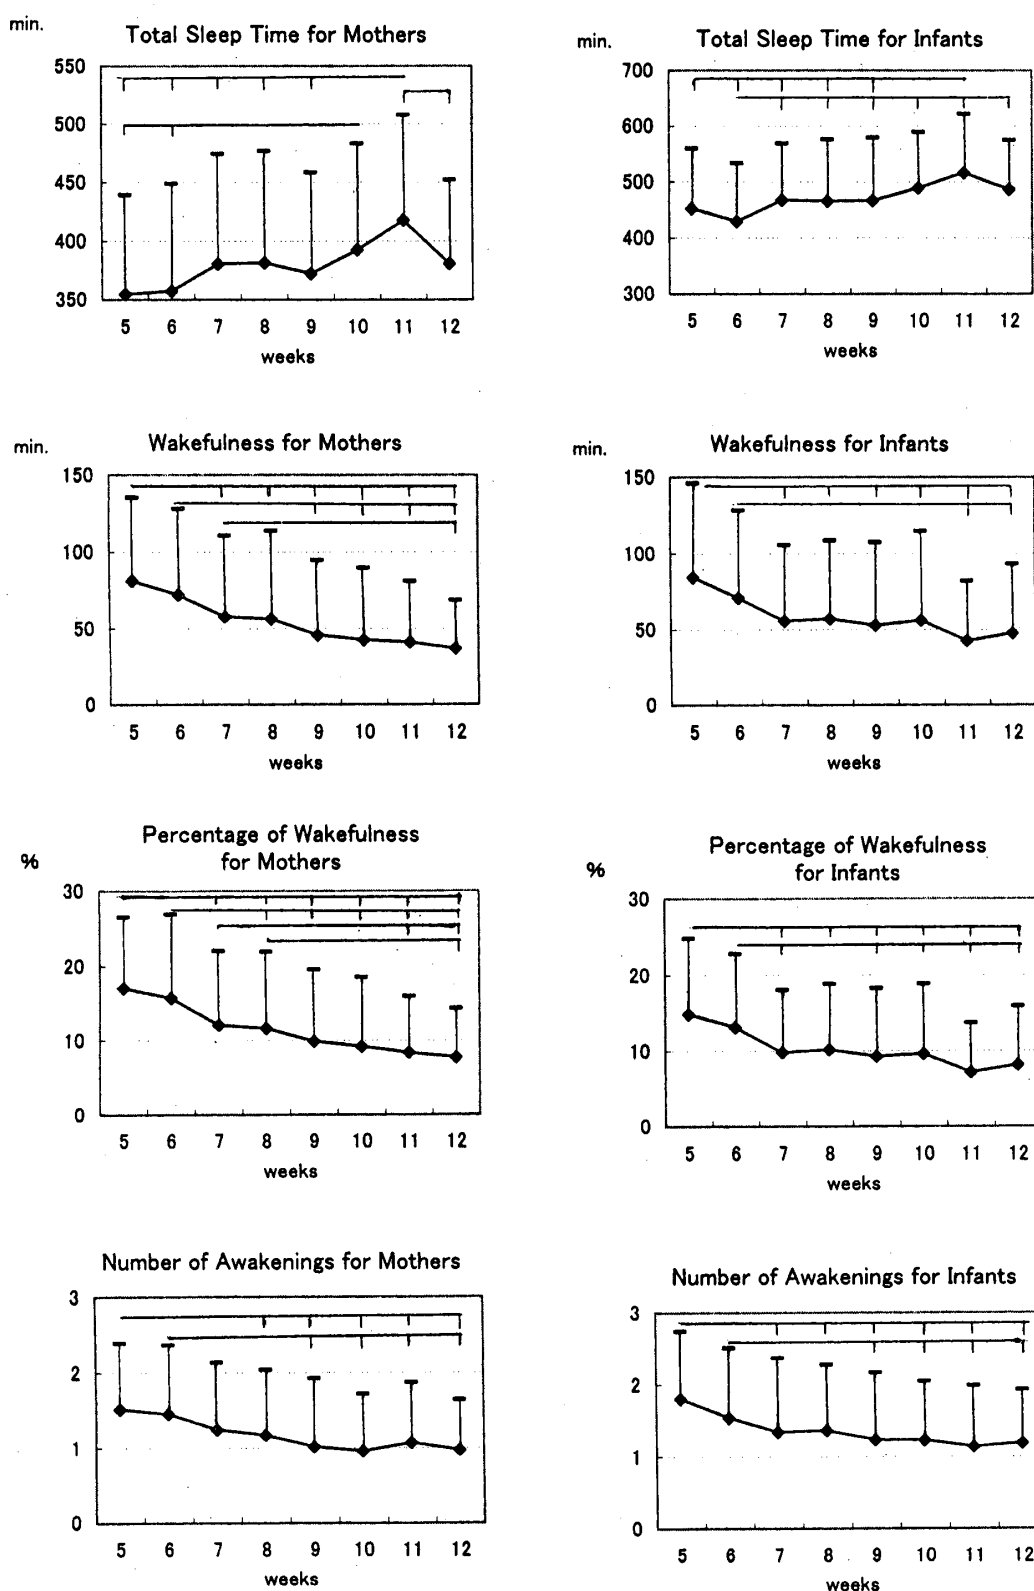 min.
Total Sleep Time for Mothers
550
500
450
400
350
5 6 7 8 9 10 11 12
weeks
min.
Total Sleep Time for Infants
700
600
500
400
300
5 6 7 8 9 10 11 12
weeks
min.
Wakefulness for Mothers
150
100
50
0
5 6 7 8 9 10 11 12
weeks
min.
Wakefulness for Infants
150
100
50
0
5 6 7 8 9 10 11 12
weeks
%
Percentage of Wakefulness
for Mothers
30
20
10
0
5 6 7 8 9 10 11 12
weeks
%
Percentage of Wakefulness
for Infants
30
20
10
0
5 6 7 8 9 10 11 12
weeks
Number of Awakenings for Mothers
3
2
1
0
5 6 7 8 9 10 11 12
weeks
Number of Awakenings for Infants
3
2
1
0
5 6 7 8 9 10 11 12
weeks